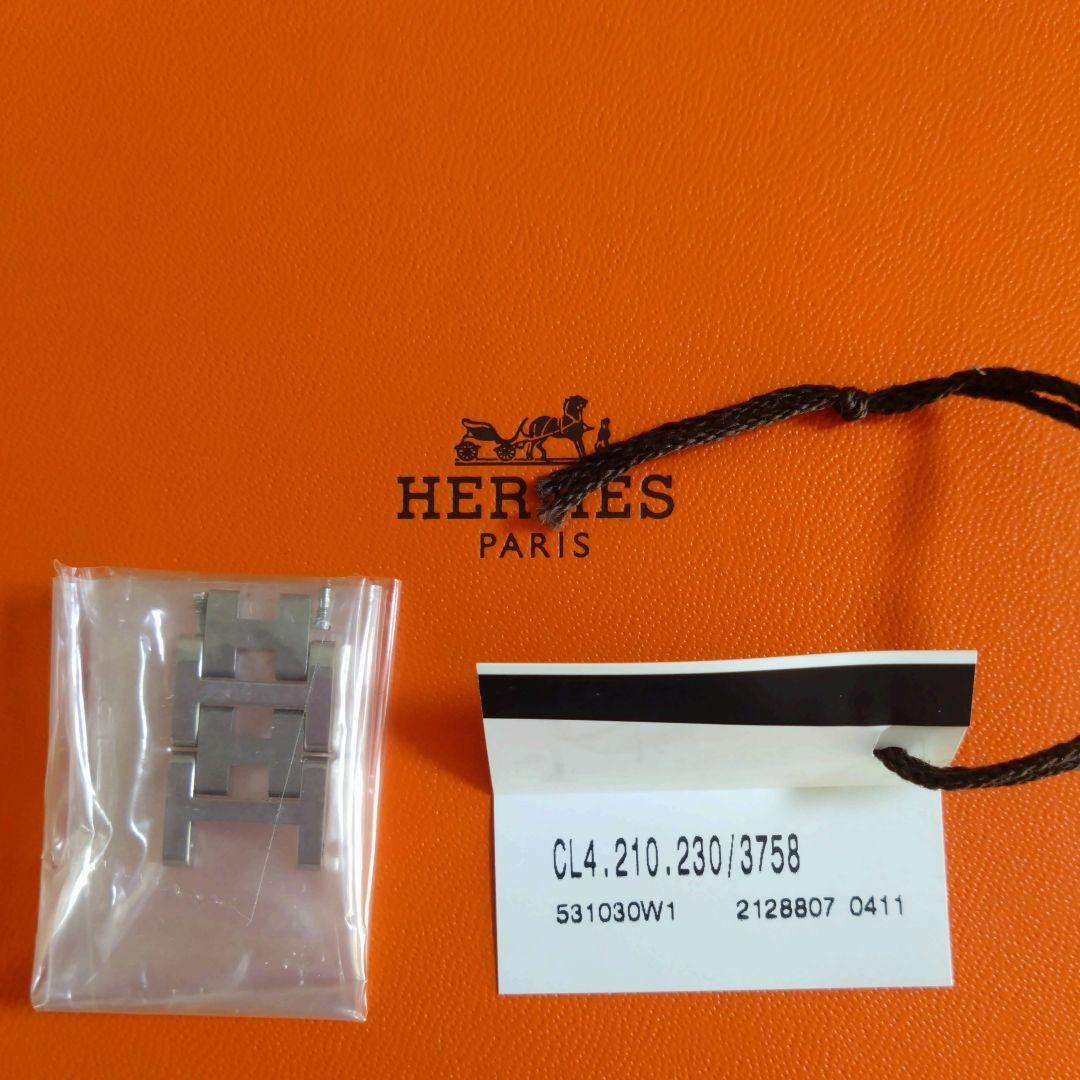 HERMES
PARIS
CL4.210.230/3758
531030W1 2128807 0411